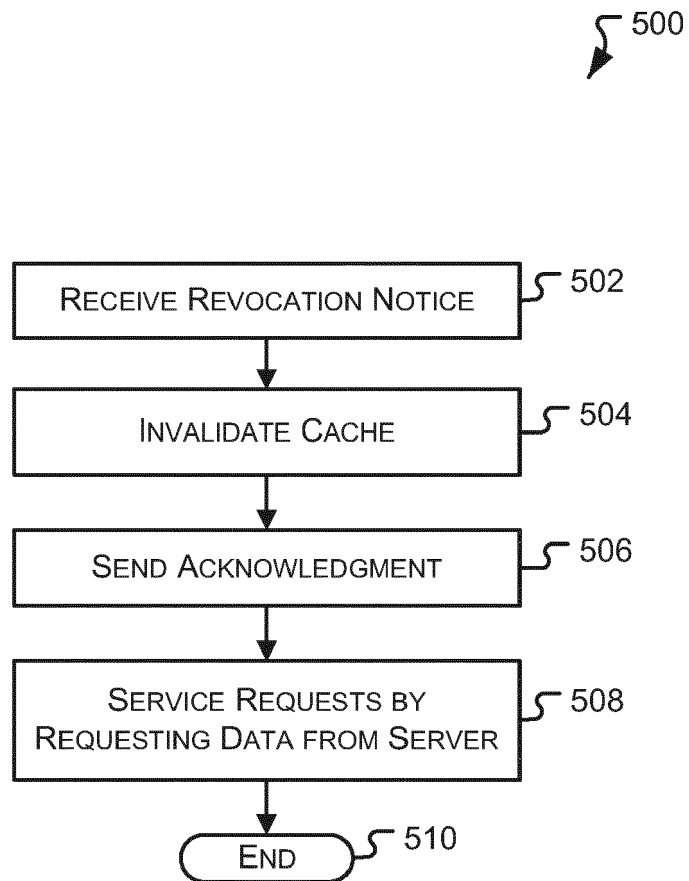 500
RECEIVE REVOCATION NOTICE
502
INVALIDATE CACHE
504
SEND ACKNOWLEDGMENT
506
SERVICE REQUESTS BY
REQUESTING DATA FROM SERVER
508
END
510